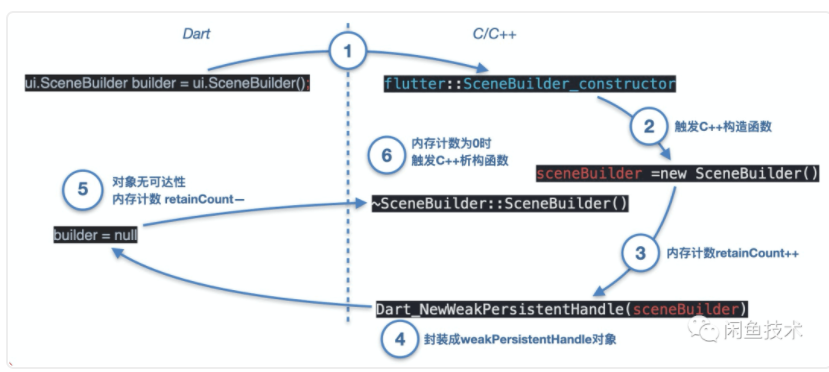 Dart
C/C++
1
ui.SceneBuilder builder = ui.SceneBuilder();
flutter::SceneBuilder_constructor
2
触发C++构造函数
6
内存计数为0时
触发C++析构函数
sceneBuilder =new SceneBuilder()
5
对象无可达性
内存计数 retainCount—
~SceneBuilder::SceneBuilder()
builder = null
3
内存计数retainCount++
Dart_NewWeakPersistentHandle(sceneBuilder)
4
封装成weakPersistentHandle对象
闲鱼技术